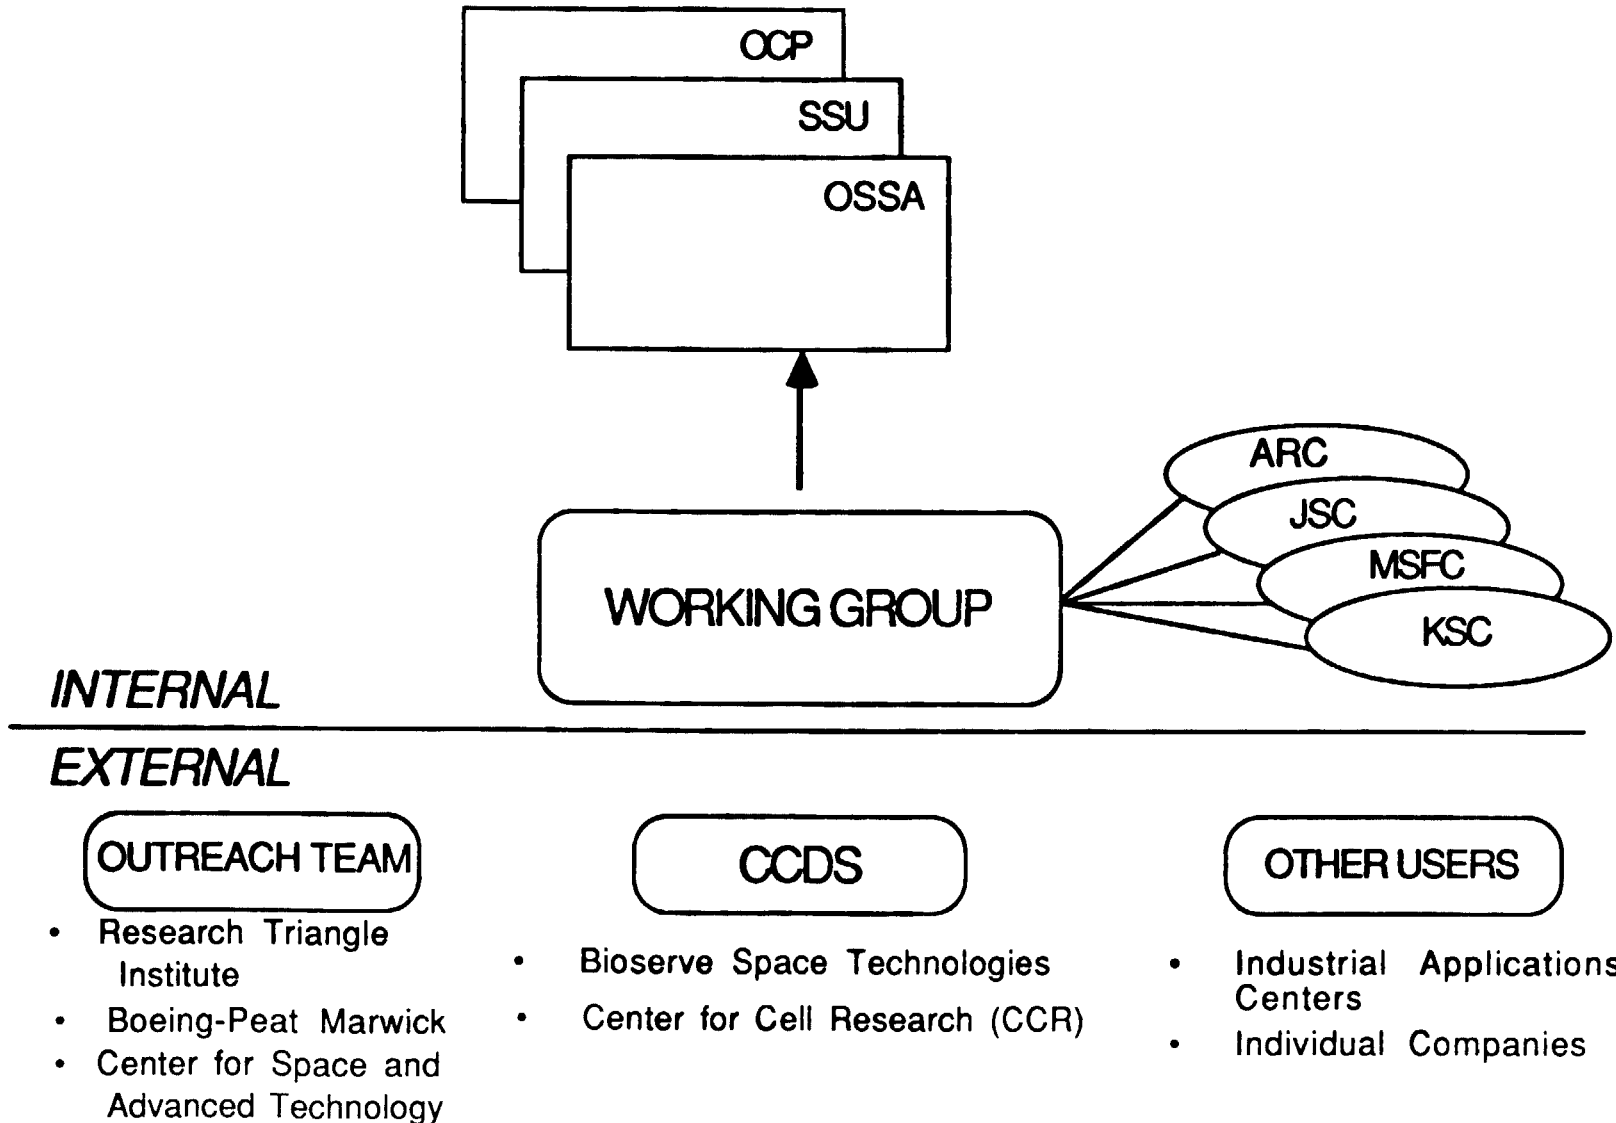 OCP
SSU
OSSA
ARC
JSC
MSFC
KSC
WORKING GROUP
INTERNAL
EXTERNAL
OUTREACH TEAM
• Research Triangle
Institute
• Boeing-Peat Marwick
• Center for Space and
Advanced Technology
CCDS
• Bioserve Space Technologies
• Center for Cell Research (CCR)
OTHER USERS
• Industrial Applications
Centers
• Individual Companies